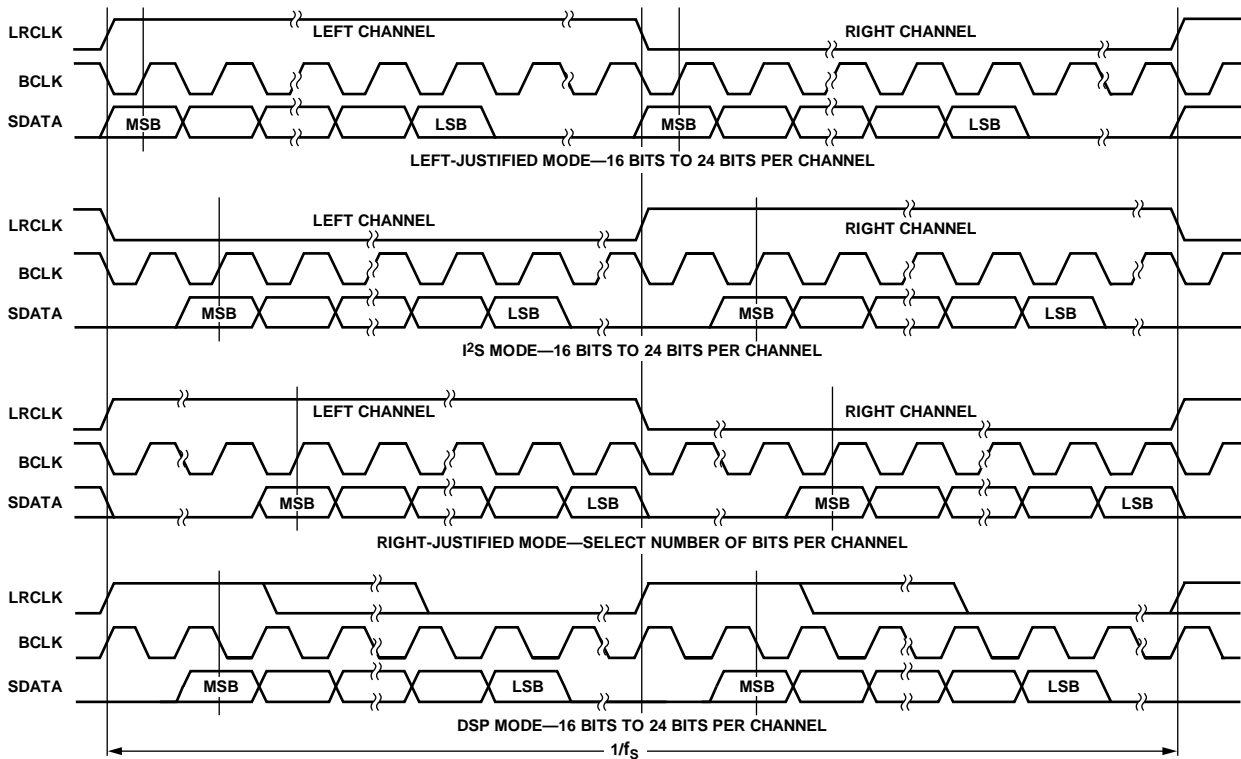 LRCLK LEFT CHANNEL RIGHT CHANNEL
BCLK
SDATA MSB LSB MSB LSB
LEFT-JUSTIFIED MODE—16 BITS TO 24 BITS PER CHANNEL
LRCLK LEFT CHANNEL RIGHT CHANNEL
BCLK
SDATA MSB LSB MSB LSB
I²S MODE—16 BITS TO 24 BITS PER CHANNEL
LRCLK LEFT CHANNEL RIGHT CHANNEL
BCLK
SDATA MSB LSB MSB LSB
RIGHT-JUSTIFIED MODE—SELECT NUMBER OF BITS PER CHANNEL
LRCLK
BCLK
SDATA MSB LSB MSB LSB
DSP MODE—16 BITS TO 24 BITS PER CHANNEL
1/fS